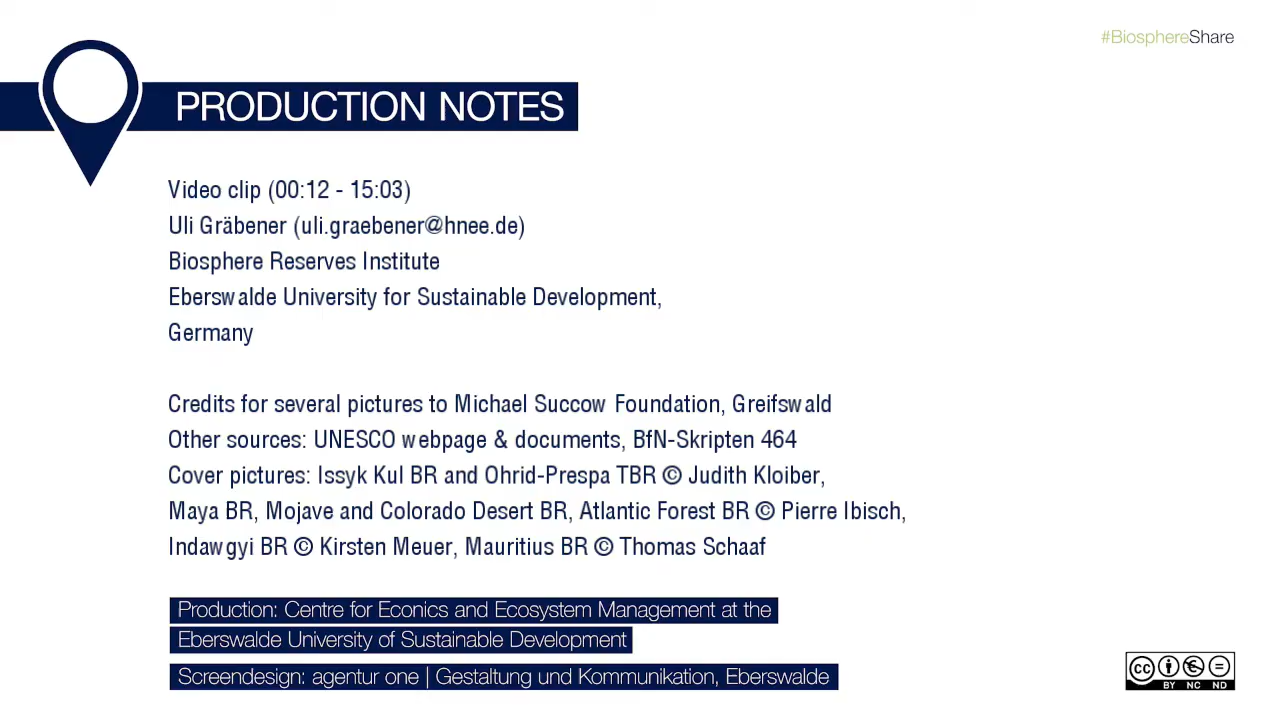 #BiosphereShare
PRODUCTION NOTES
Video clip (00:12 - 15:03)
Uli Gräbener (uli.graebener@hnee.de)
Biosphere Reserves Institute
Eberswalde University for Sustainable Development,
Germany
Credits for several pictures to Michael Succow Foundation, Greifswald
Other sources: UNESCO webpage & documents, BfN-Skripten 464
Cover pictures: Issyk Kul BR and Ohrid-Prespa TBR © Judith Kloiber,
Maya BR, Mojave and Colorado Desert BR, Atlantic Forest BR © Pierre Ibisch,
Indawgyi BR © Kirsten Meuer, Mauritius BR © Thomas Schaaf
Production: Centre for Econics and Ecosystem Management at the
Eberswalde University of Sustainable Development
Screendesign: agentur one | Gestaltung und Kommunikation, Eberswalde
cc
BY NC ND